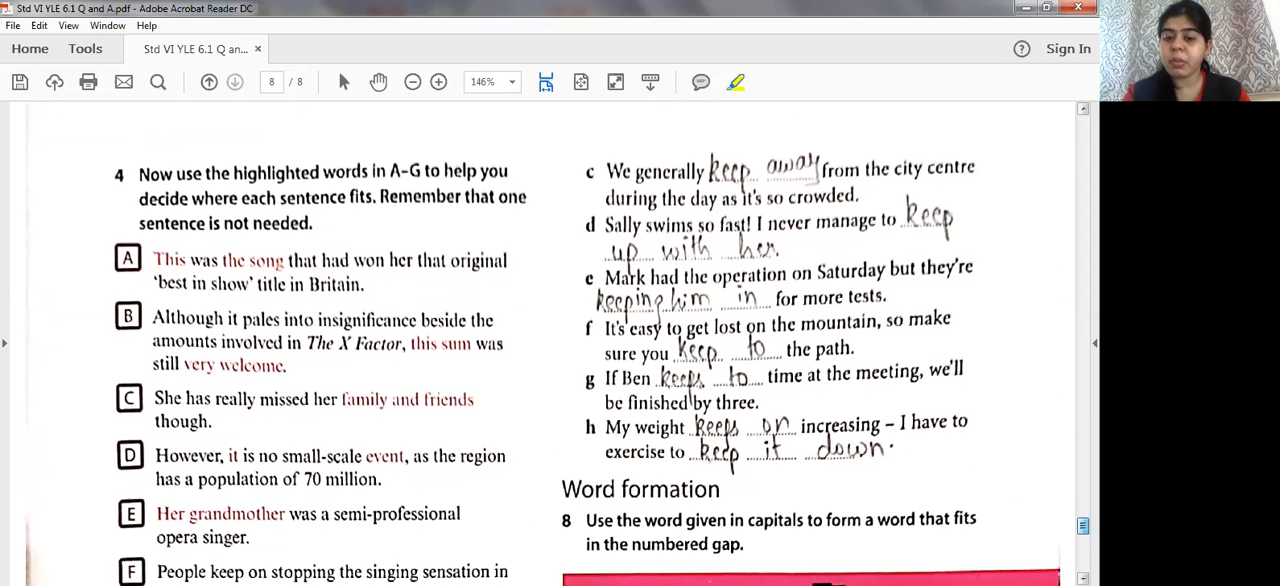 Std VI YLE 6.1 Q and A.pdf - Adobe Acrobat Reader DC
File Edit View Window Help
Home Tools Std VI YLE 6.1 Q an... × ? Sign In
8 / 8 146%
4 Now use the highlighted words in A-G to help you
decide where each sentence fits. Remember that one
sentence is not needed.
A This was the song that had won her that original
'best in show' title in Britain.
B Although it pales into insignificance beside the
amounts involved in The X Factor, this sum was
still very welcome.
C She has really missed her family and friends
though.
D However, it is no small-scale event, as the region
has a population of 70 million.
E Her grandmother was a semi-professional
opera singer.
F People keep on stopping the singing sensation in
c We generally keep away from the city centre
during the day as it's so crowded.
d Sally swims so fast! I never manage to keep
up with her.
e Mark had the operation on Saturday but they're
keeping him in for more tests.
f It's easy to get lost on the mountain, so make
sure you keep to the path.
g If Ben keeps to time at the meeting, we'll
be finished by three.
h My weight keeps on increasing – I have to
exercise to keep it down.
Word formation
8 Use the word given in capitals to form a word that fits
in the numbered gap.